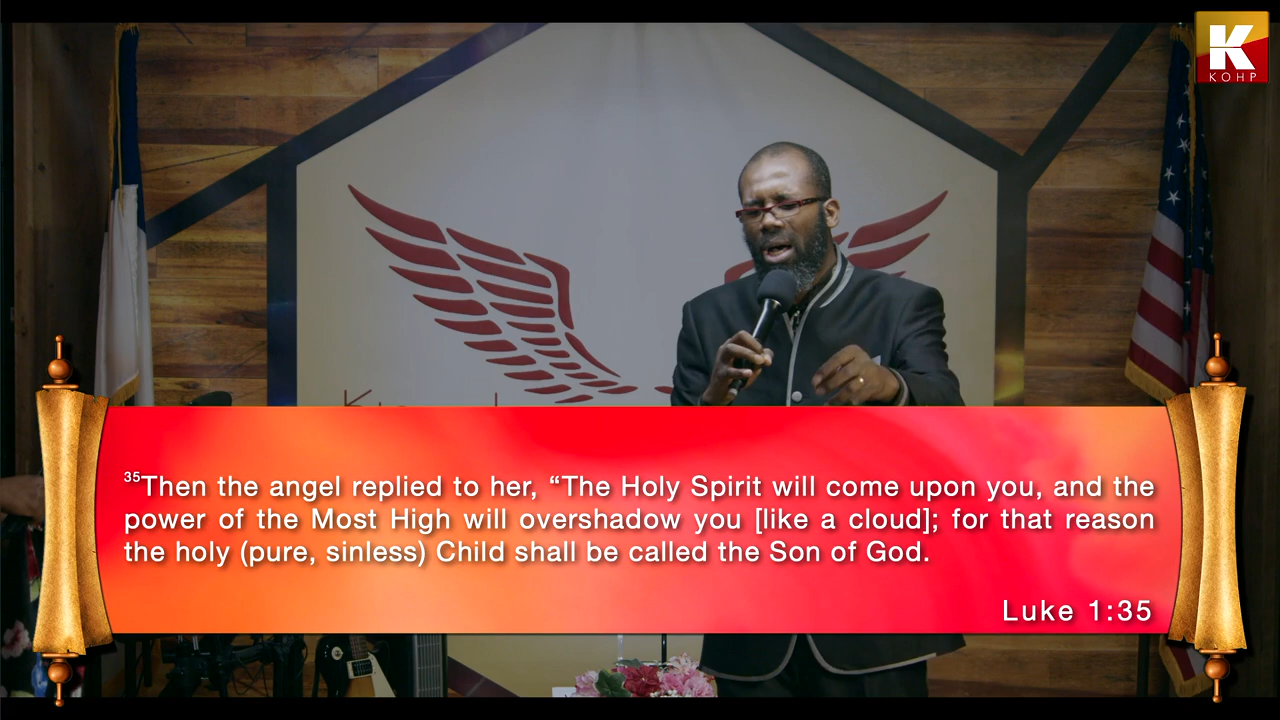 K
KOHP
³⁵Then the angel replied to her, “The Holy Spirit will come upon you, and the
power of the Most High will overshadow you [like a cloud]; for that reason
the holy (pure, sinless) Child shall be called the Son of God.
Luke 1:35